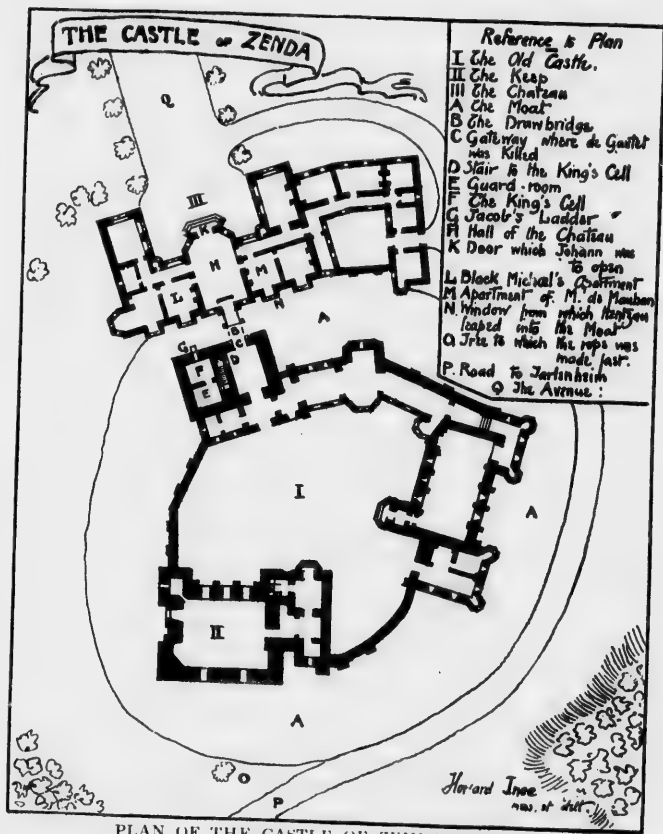 THE CASTLE OF ZENDA
Reference to Plan
I The Old Castle.
II The Keep
III The Chateau
A The Moat
B The Drawbridge
C Gateway where de Gautet
was Killed
D Stair to the King's Cell
E Guard-room
F The King's Cell
G Jacob's Ladder
H Hall of the Chateau
K Door which Johann was
to open
L Black Michael's Apartment
M Apartment of M. de Mauban
N Window from which Hentzau
leaped into the Moat
O Tree to which the rope was
made fast.
P. Road to Tarlenheim
Q The Avenue:
Q
III
K
H
M
L
N
B
A
G
C
D
F
E
I
A
II
A
O
P
Howard Ince
PLAN OF THE CASTLE OF